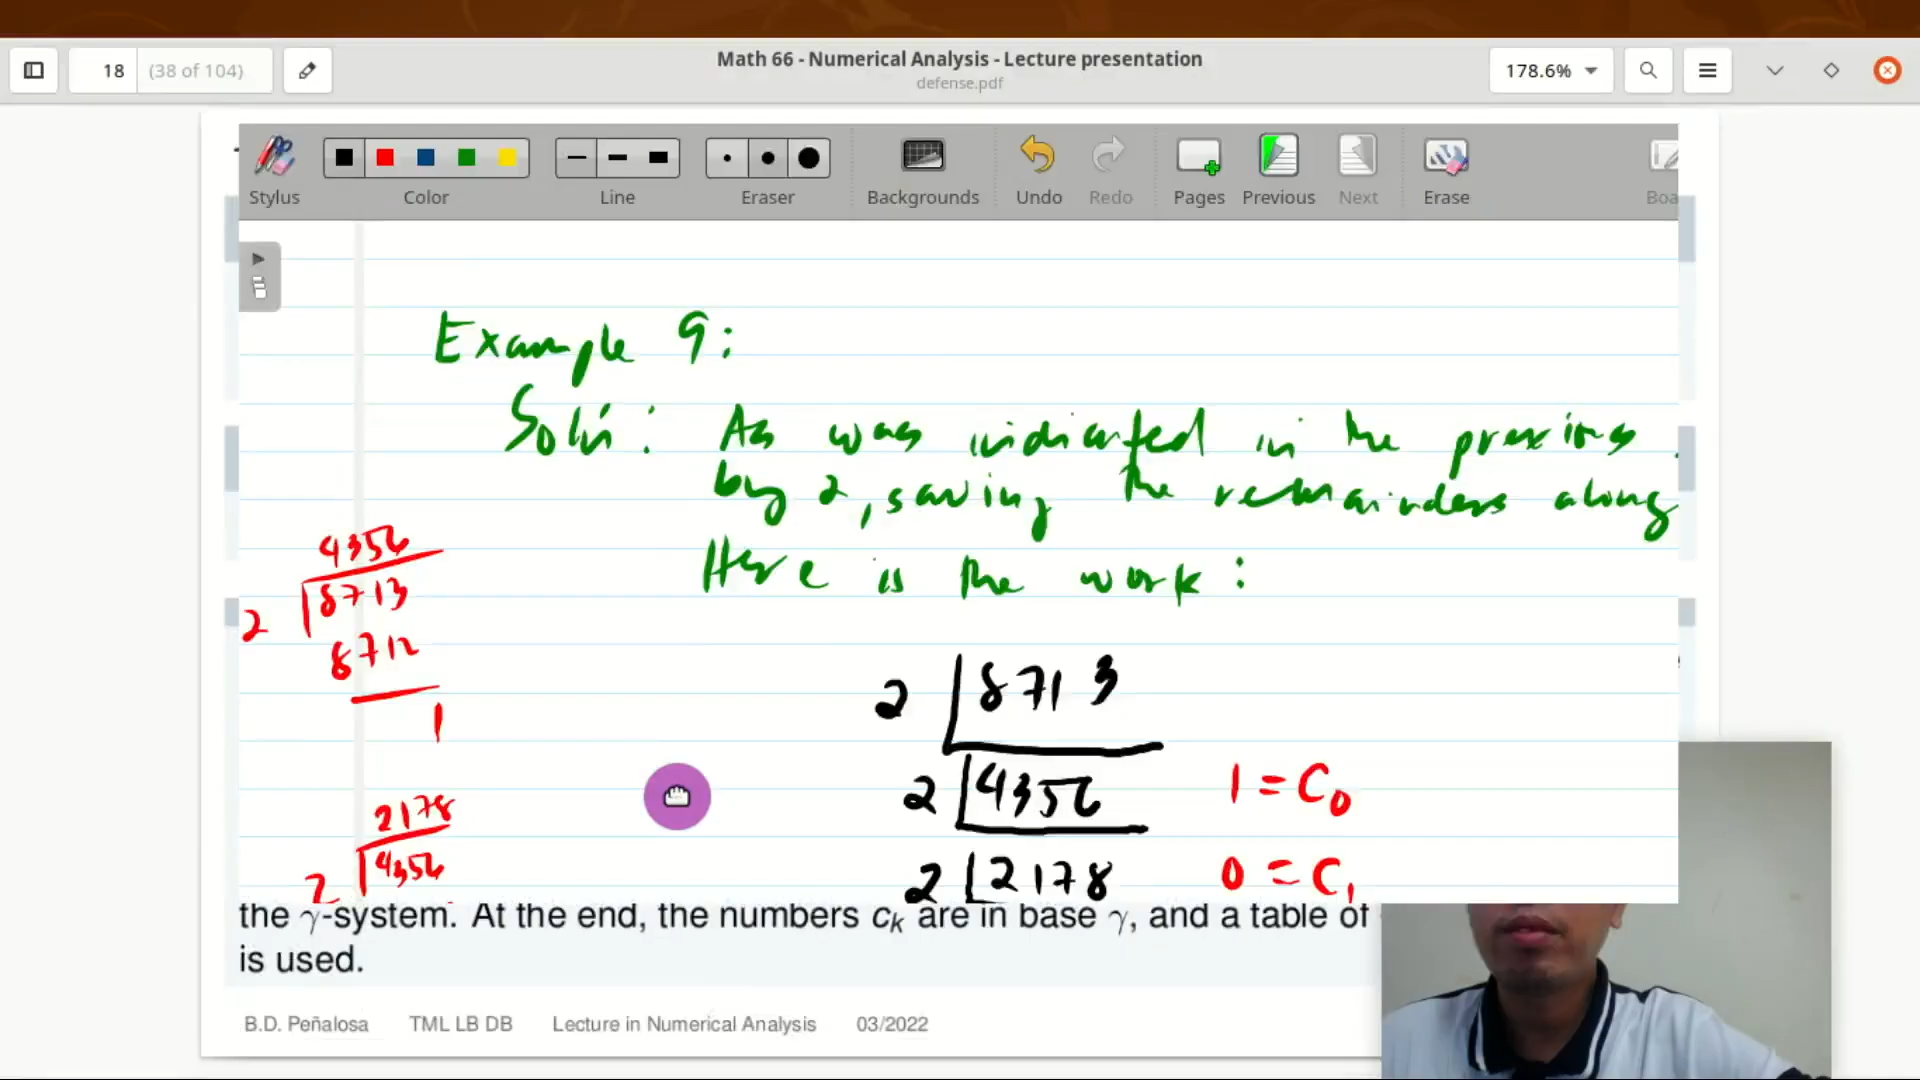 18 (38 of 104)
Math 66 - Numerical Analysis - Lecture presentation
defense.pdf
178.6%
Stylus Color Line Eraser Backgrounds Undo Redo Pages Previous Next Erase Boa
Example 9:
Sol'n: As was indicated in the previous
by 2, saving the remainders along
Here is the work:
4356
2 8713
8712
1
2178
2 4356
2 8713
2 4356 1 = C0
2 2178 0 = C1
the γ-system. At the end, the numbers ck are in base γ, and a table of
is used.
B.D. Peñalosa TML LB DB Lecture in Numerical Analysis 03/2022